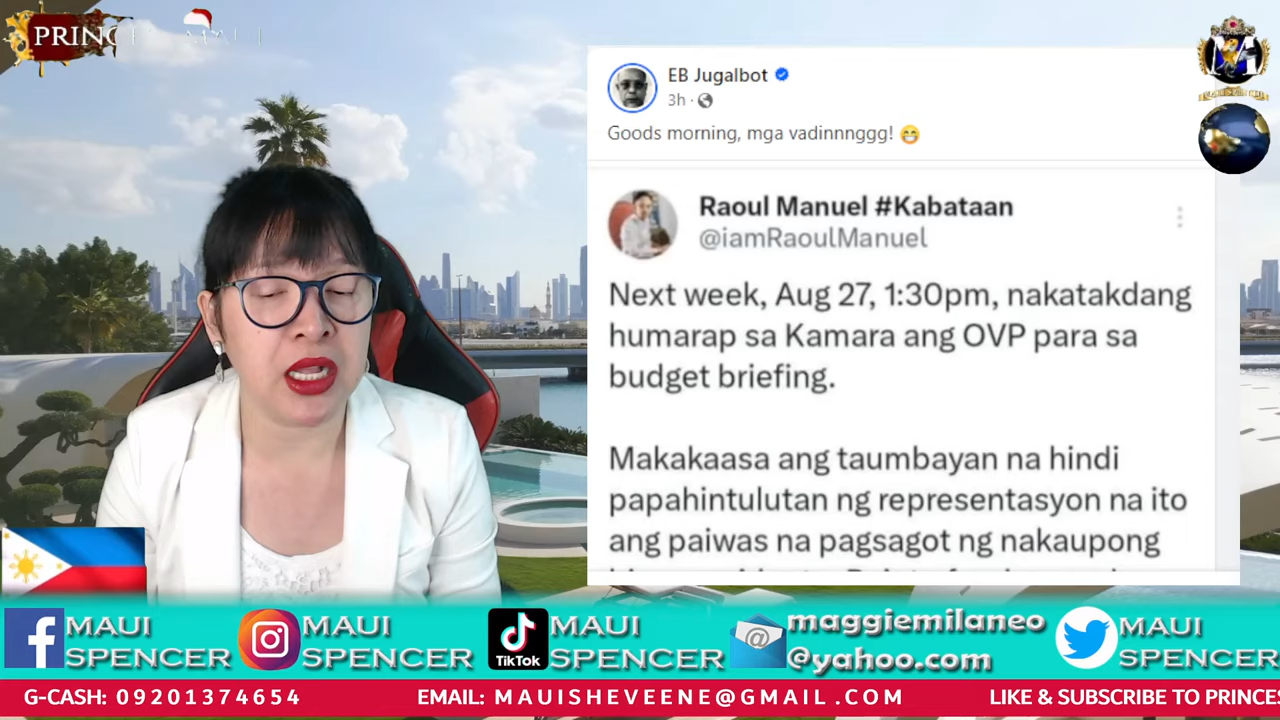 PRINCESS MAUI
EB Jugalbot
3h
Goods morning, mga vadinnnggg!
Raoul Manuel #Kabataan
@iamRaoulManuel
Next week, Aug 27, 1:30pm, nakatakdang
humarap sa Kamara ang OVP para sa
budget briefing.
Makakaasa ang taumbayan na hindi
papahintulutan ng representasyon na ito
ang paiwas na pagsagot ng nakaupong
MAUI
SPENCER
MAUI
SPENCER
TikTok
MAUI
SPENCER
maggiemilaneo
@yahoo.com
MAUI
SPENCER
G-CASH: 09201374654
EMAIL: MAUISHEVEENE@GMAIL.COM
LIKE & SUBSCRIBE TO PRINCES